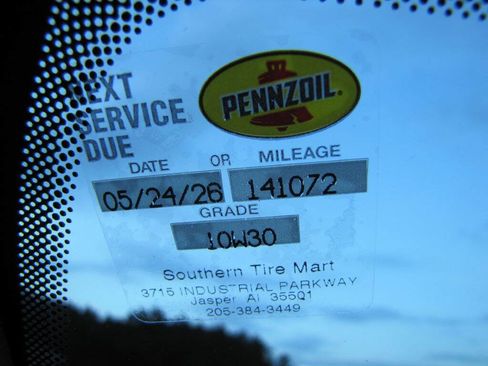 NEXT
SERVICE
DUE
PENNZOIL.
DATE OR MILEAGE
05/24/26 141072
GRADE
10W30
Southern Tire Mart
3715 INDUSTRIAL PARKWAY
Jasper Al 35501
205-384-3449